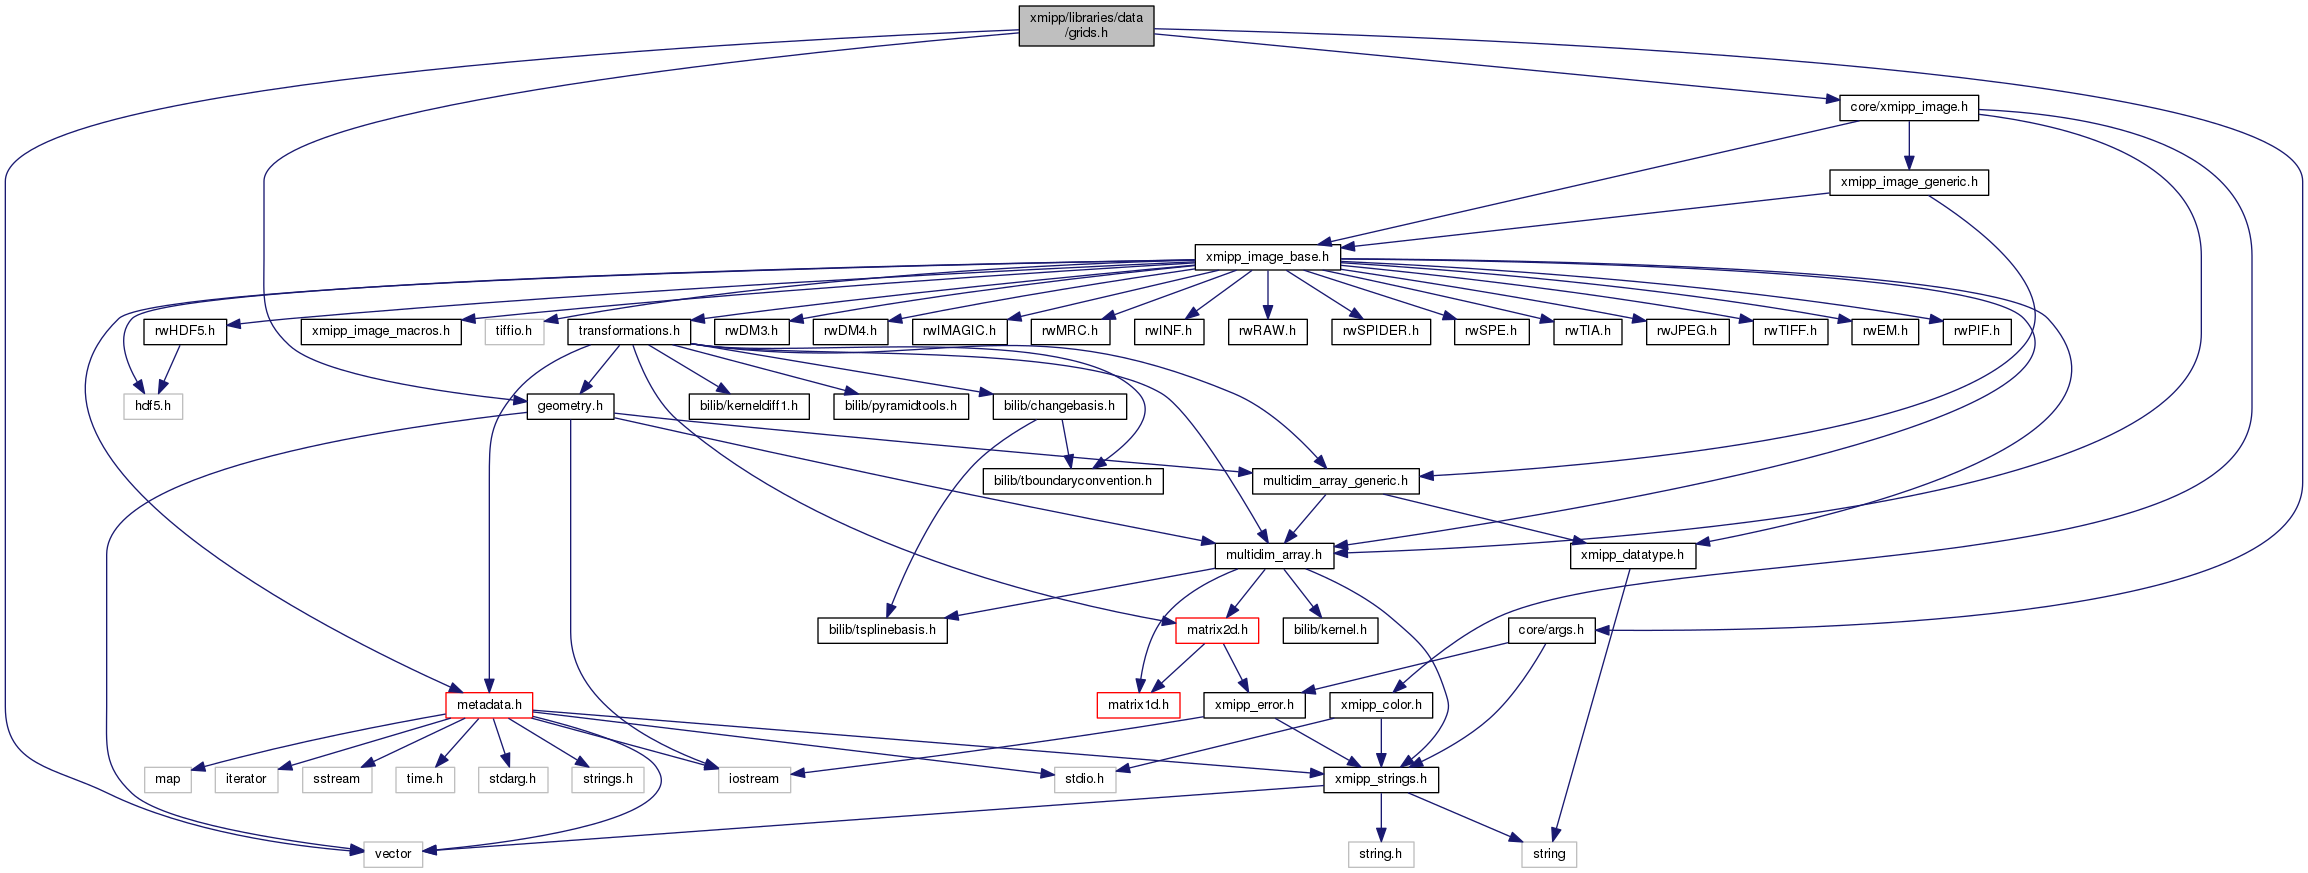 xmipp/libraries/data
/grids.h
core/xmipp_image.h
xmipp_image_generic.h
xmipp_image_base.h
rwHDF5.h
xmipp_image_macros.h
tiffio.h
transformations.h
rwDM3.h
rwDM4.h
rwIMAGIC.h
rwMRC.h
rwINF.h
rwRAW.h
rwSPIDER.h
rwSPE.h
rwTIA.h
rwJPEG.h
rwTIFF.h
rwEM.h
rwPIF.h
hdf5.h
geometry.h
bilib/kerneldiff1.h
bilib/pyramidtools.h
bilib/changebasis.h
bilib/tboundaryconvention.h
multidim_array_generic.h
multidim_array.h
xmipp_datatype.h
bilib/tsplinebasis.h
matrix2d.h
bilib/kernel.h
core/args.h
metadata.h
matrix1d.h
xmipp_error.h
xmipp_color.h
map
iterator
sstream
time.h
stdarg.h
strings.h
iostream
stdio.h
xmipp_strings.h
vector
string.h
string